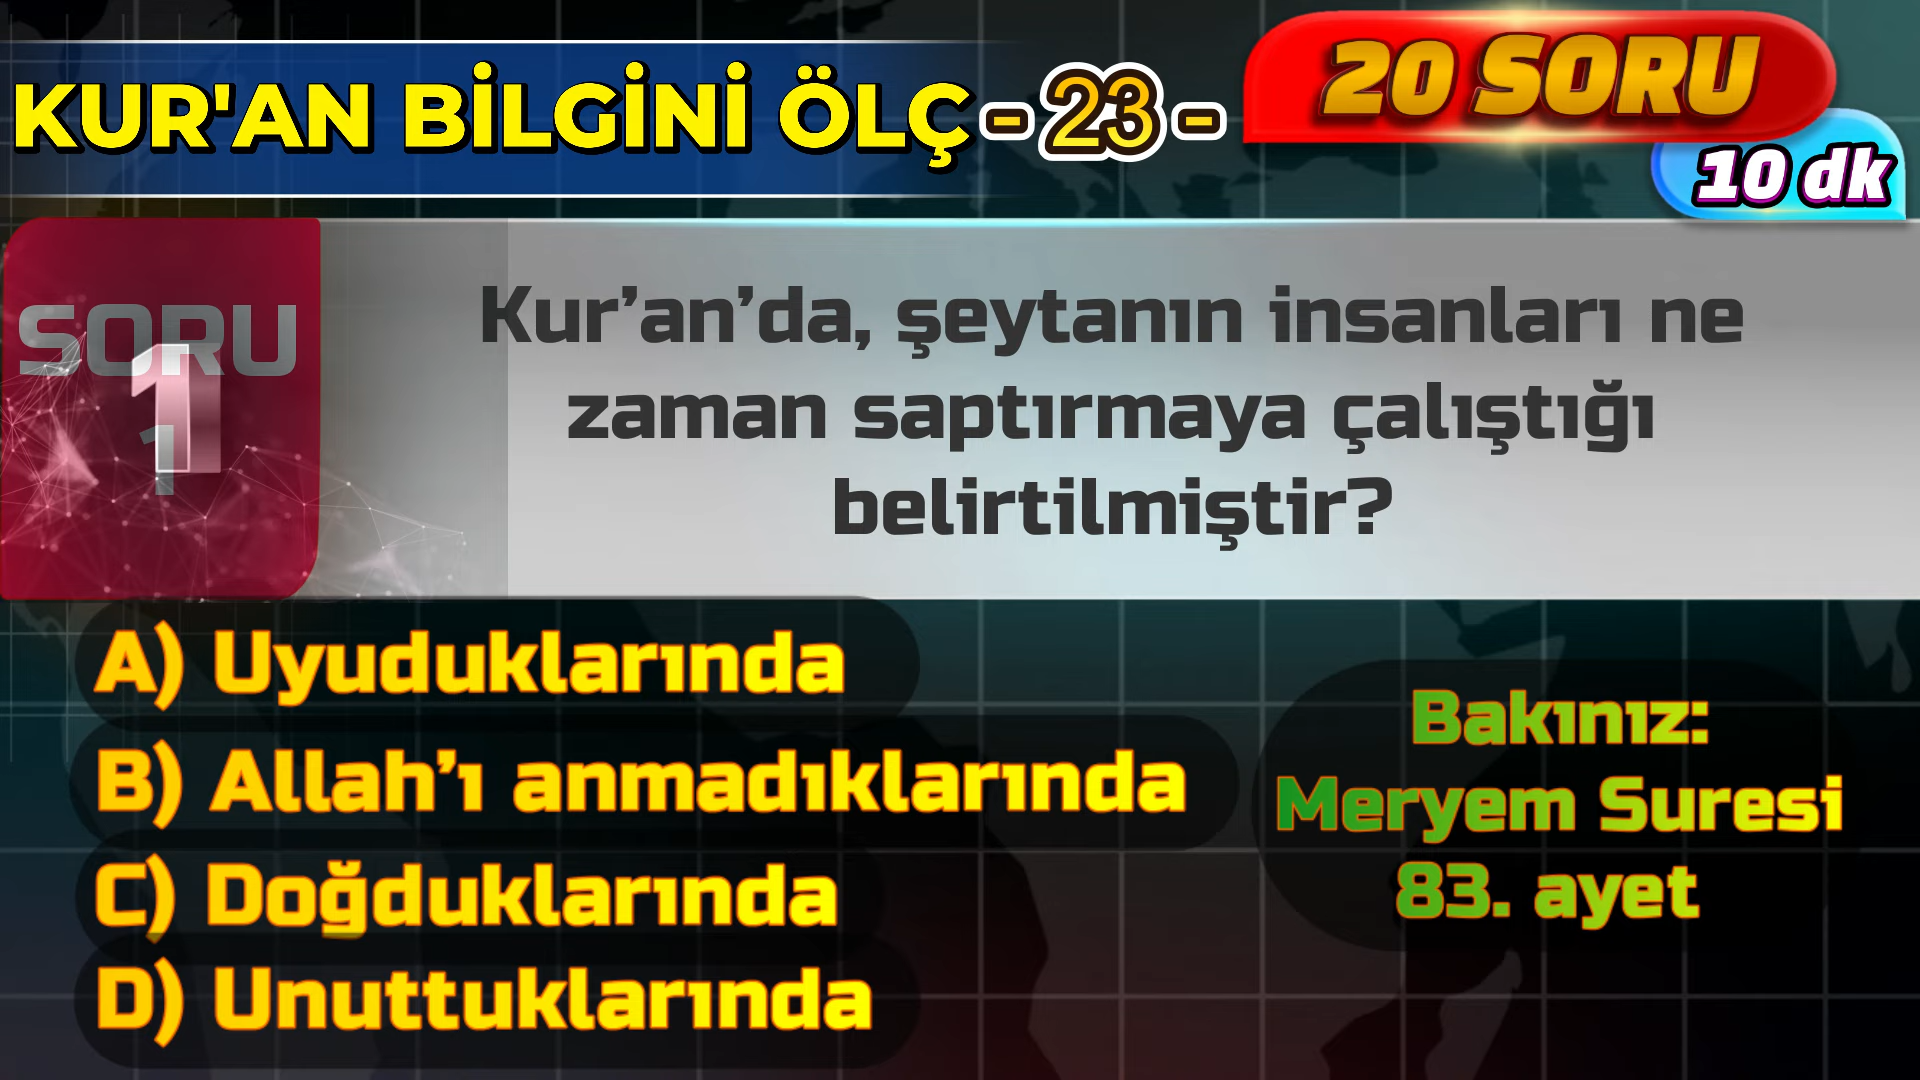 KUR'AN BİLGİNİ ÖLÇ - 23 -
20 SORU
10 dk
SORU
1
1
Kur’an’da, şeytanın insanları ne
zaman saptırmaya çalıştığı
belirtilmiştir?
A) Uyuduklarında
B) Allah’ı anmadıklarında
C) Doğduklarında
D) Unuttuklarında
Bakınız:
Meryem Suresi
83. ayet